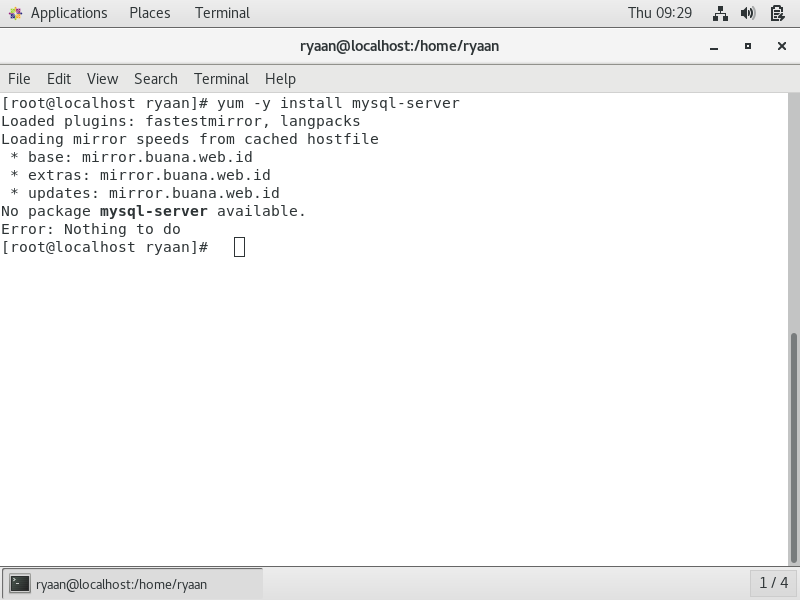 Applications Places Terminal Thu 09:29
ryaan@localhost:/home/ryaan
File Edit View Search Terminal Help
[root@localhost ryaan]# yum -y install mysql-server
Loaded plugins: fastestmirror, langpacks
Loading mirror speeds from cached hostfile
 * base: mirror.buana.web.id
 * extras: mirror.buana.web.id
 * updates: mirror.buana.web.id
No package mysql-server available.
Error: Nothing to do
[root@localhost ryaan]#
ryaan@localhost:/home/ryaan 1 / 4